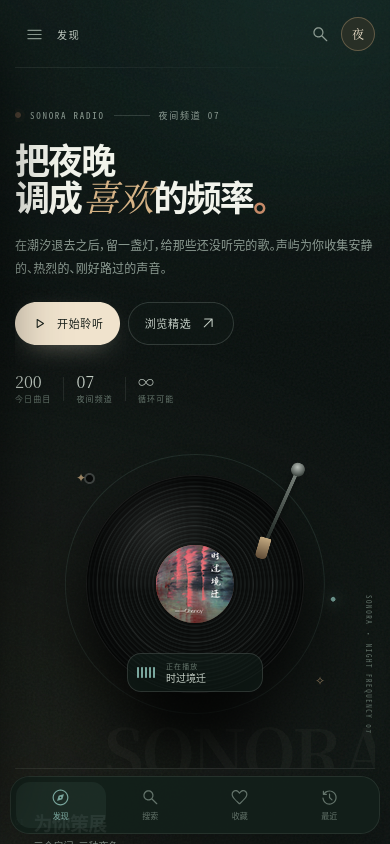 发现
夜
SONORA RADIO
夜间频道 07
把夜晚
调成喜欢的频率。
在潮汐退去之后，留一盏灯，给那些还没听完的歌。声屿为你收集安静
的、热烈的、刚好路过的声音。
开始聆听
浏览精选
200
今日曲目
07
夜间频道
∞
循环可能
时过境迁
正在播放
时过境迁
SONORA · NIGHT FREQUENCY 07
SONORA
为你策展
发现
搜索
收藏
最近